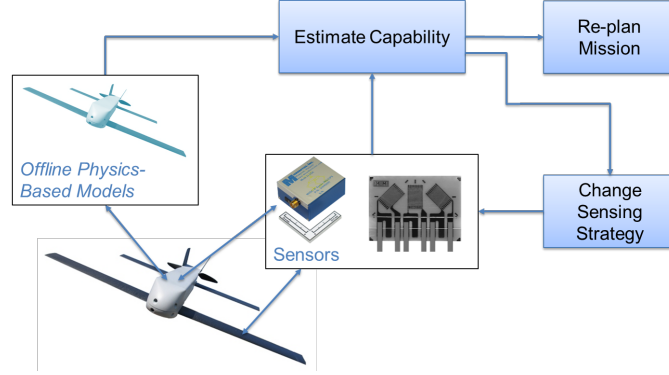 Estimate Capability
Re-plan
Mission
Offline Physics-
Based Models
Sensors
Change
Sensing
Strategy